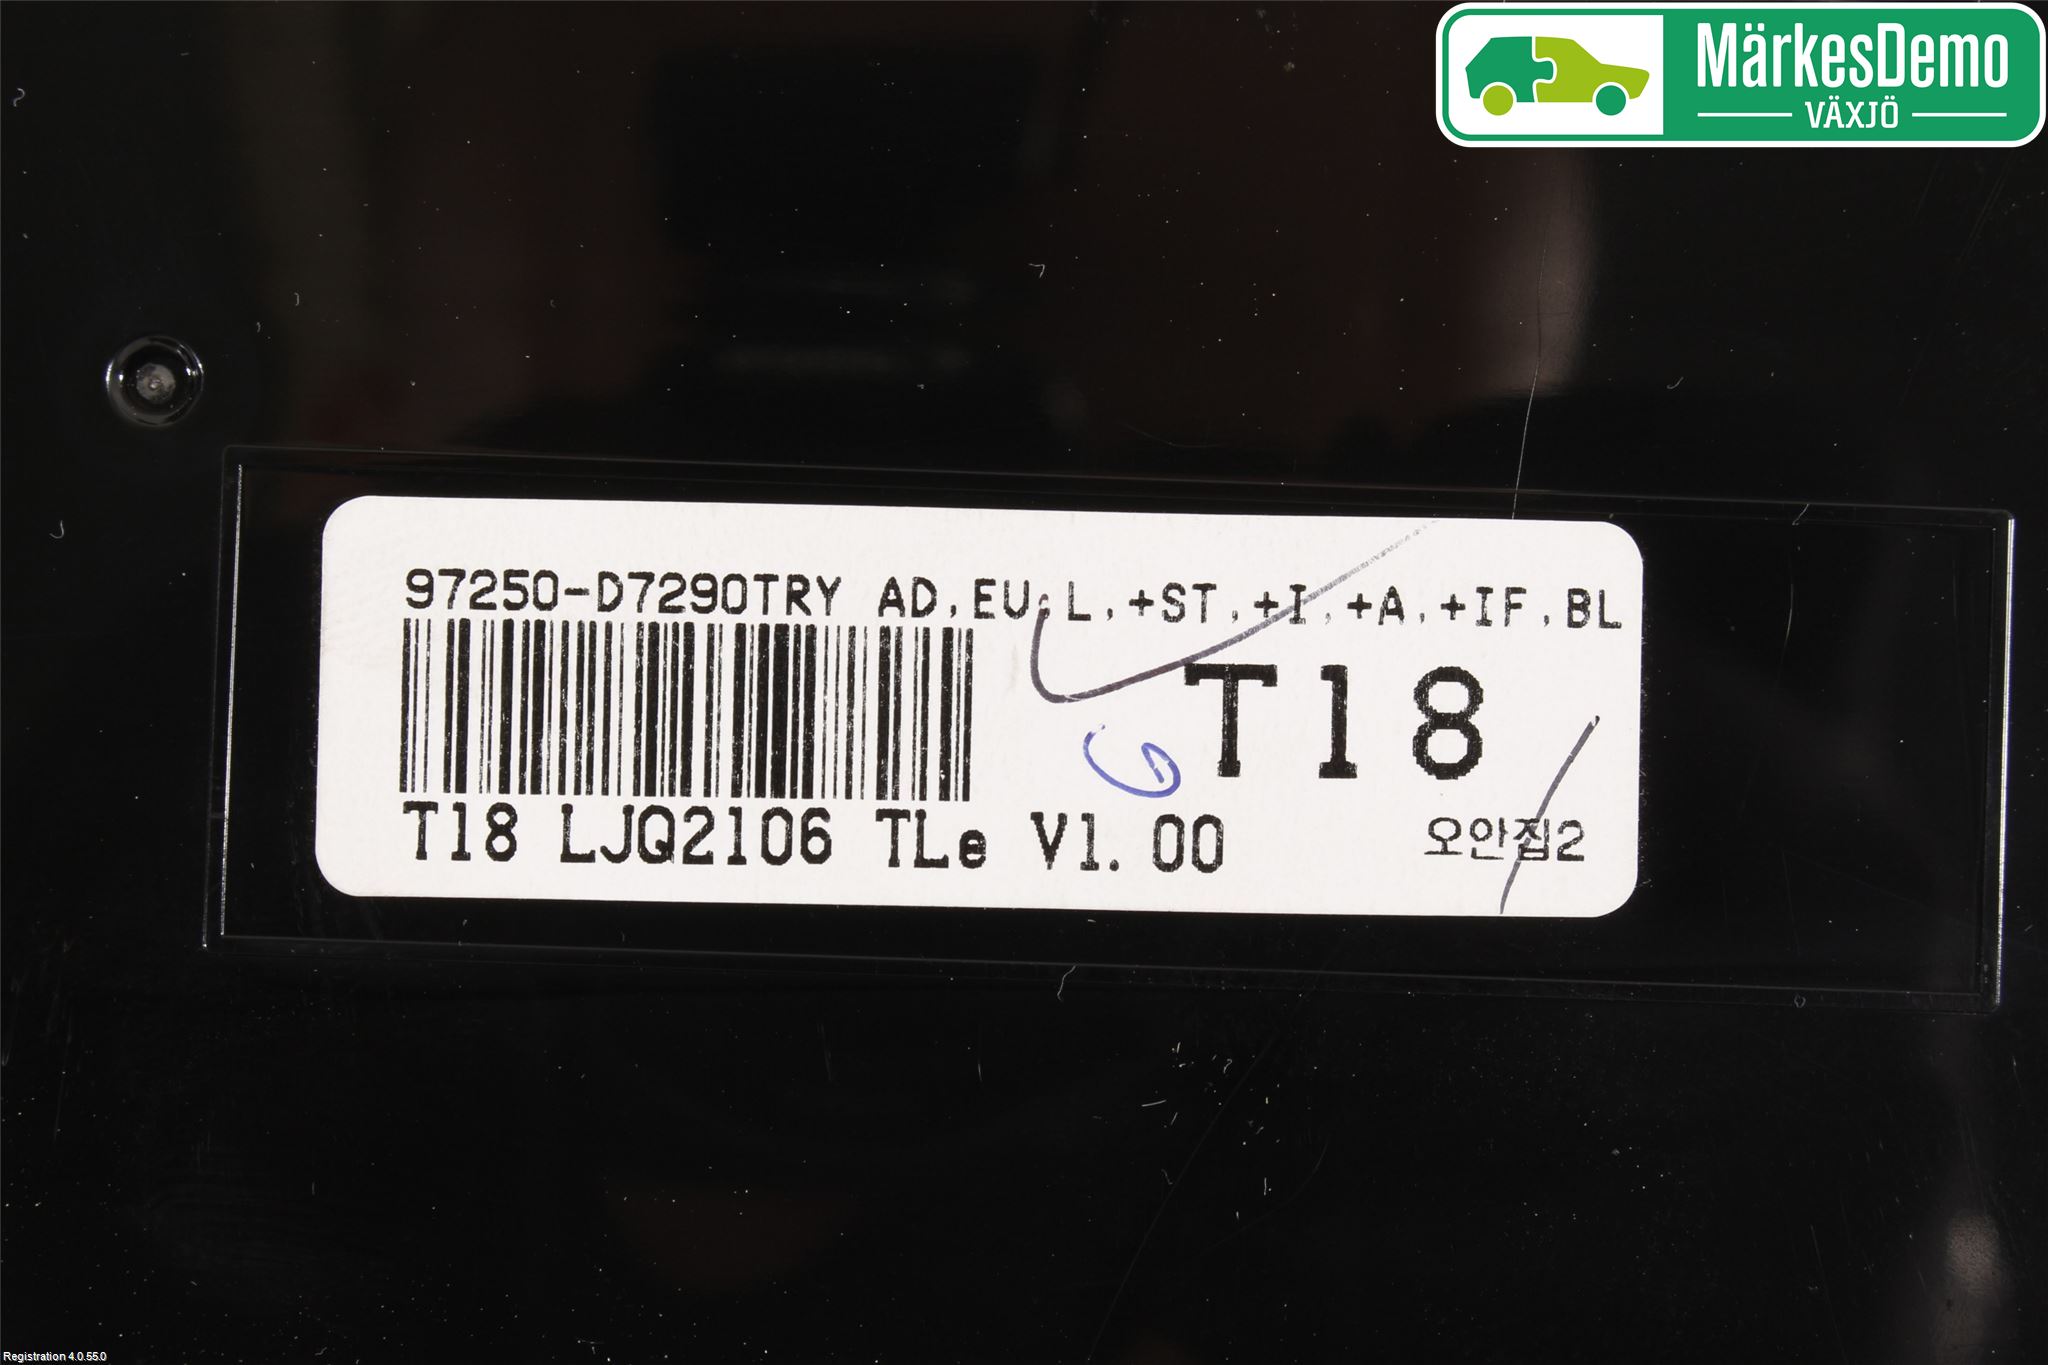 MärkesDemo
VÄXJÖ
97250-D7290TRY AD,EU,L,+ST,+I,+A,+IF,BL
T18
T18 LJQ2106 TLe V1.00
오안집2
Registration 4.0.55.0